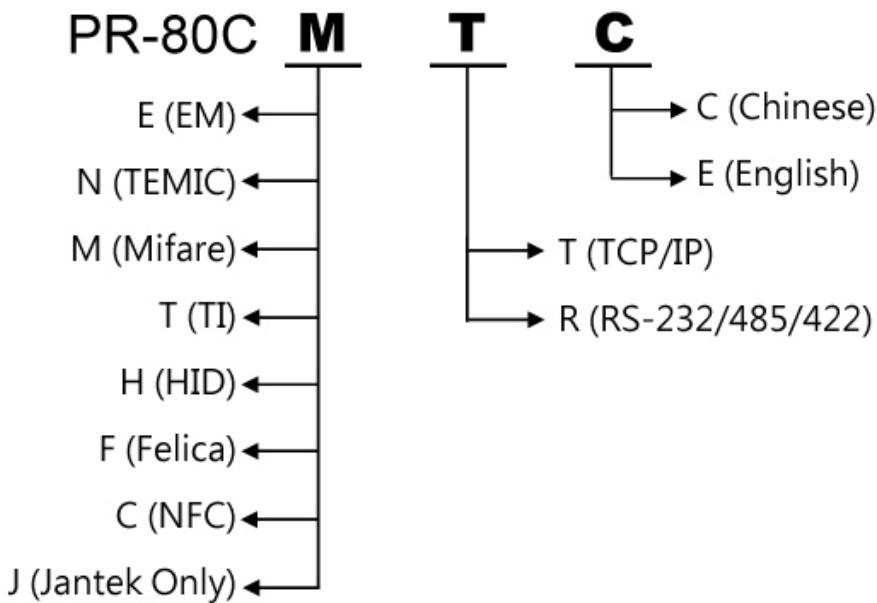 PR-80C M T C
E (EM)
N (TEMIC)
M (Mifare)
T (TI)
H (HID)
F (Felica)
C (NFC)
J (Jantek Only)
T (TCP/IP)
R (RS-232/485/422)
C (Chinese)
E (English)